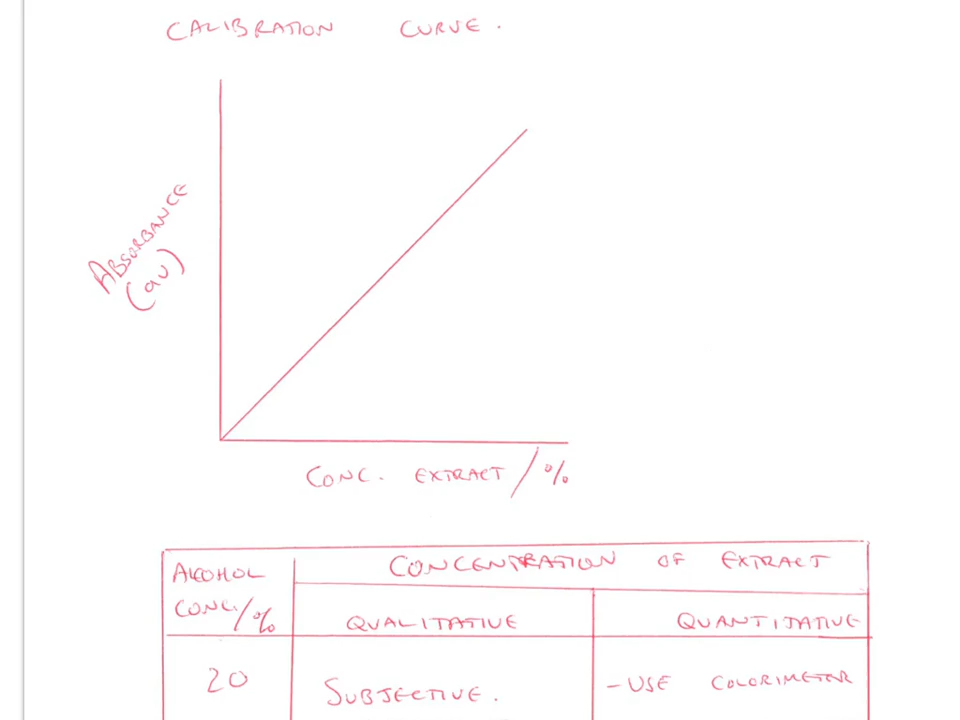 CALIBRATION CURVE.
ABSORBANCE
(au)
CONC. EXTRACT / %
ALCOHOL
CONC. / %
CONCENTRATION OF EXTRACT
QUALITATIVE
QUANTITATIVE
20
SUBJECTIVE.
- USE COLORIMETER